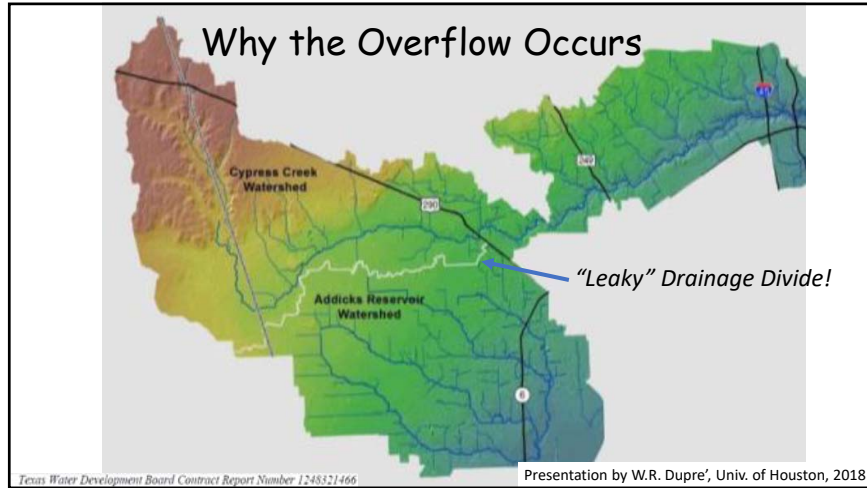 Why the Overflow Occurs
Cypress Creek
Watershed
290
249
45
"Leaky" Drainage Divide!
Addicks Reservoir
Watershed
6
Texas Water Development Board Contract Report Number 1248321466
Presentation by W.R. Dupre', Univ. of Houston, 2018